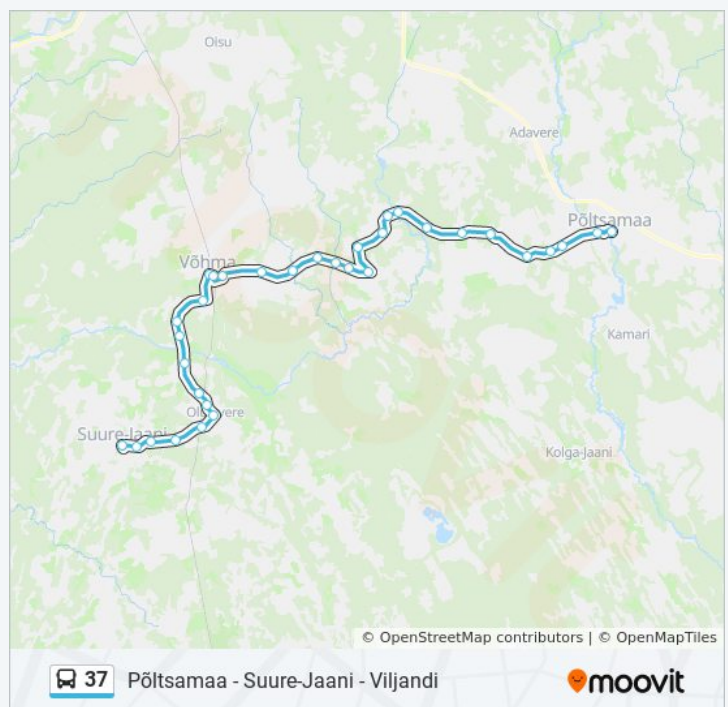 Oisu
Adavere
Põltsamaa
Võhma
Kamari
Olustvere
Suure-Jaani
Kolga-Jaani
© OpenStreetMap contributors | © OpenMapTiles
37 Põltsamaa - Suure-Jaani - Viljandi
moovit